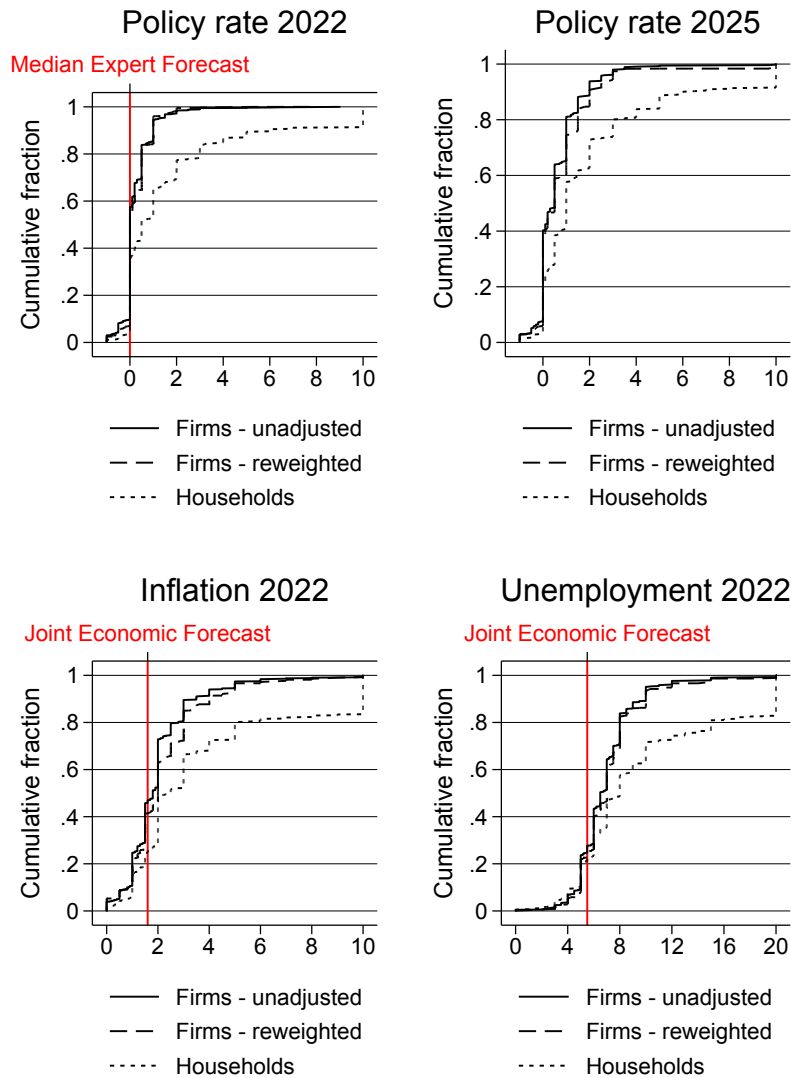 Policy rate 2022
Median Expert Forecast
Cumulative fraction
1
.8
.6
.4
.2
0
0 2 4 6 8 10
Firms - unadjusted
Firms - reweighted
Households
Policy rate 2025
Cumulative fraction
1
.8
.6
.4
.2
0
0 2 4 6 8 10
Firms - unadjusted
Firms - reweighted
Households
Inflation 2022
Joint Economic Forecast
Cumulative fraction
1
.8
.6
.4
.2
0
0 2 4 6 8 10
Firms - unadjusted
Firms - reweighted
Households
Unemployment 2022
Joint Economic Forecast
Cumulative fraction
1
.8
.6
.4
.2
0
0 4 8 12 16 20
Firms - unadjusted
Firms - reweighted
Households